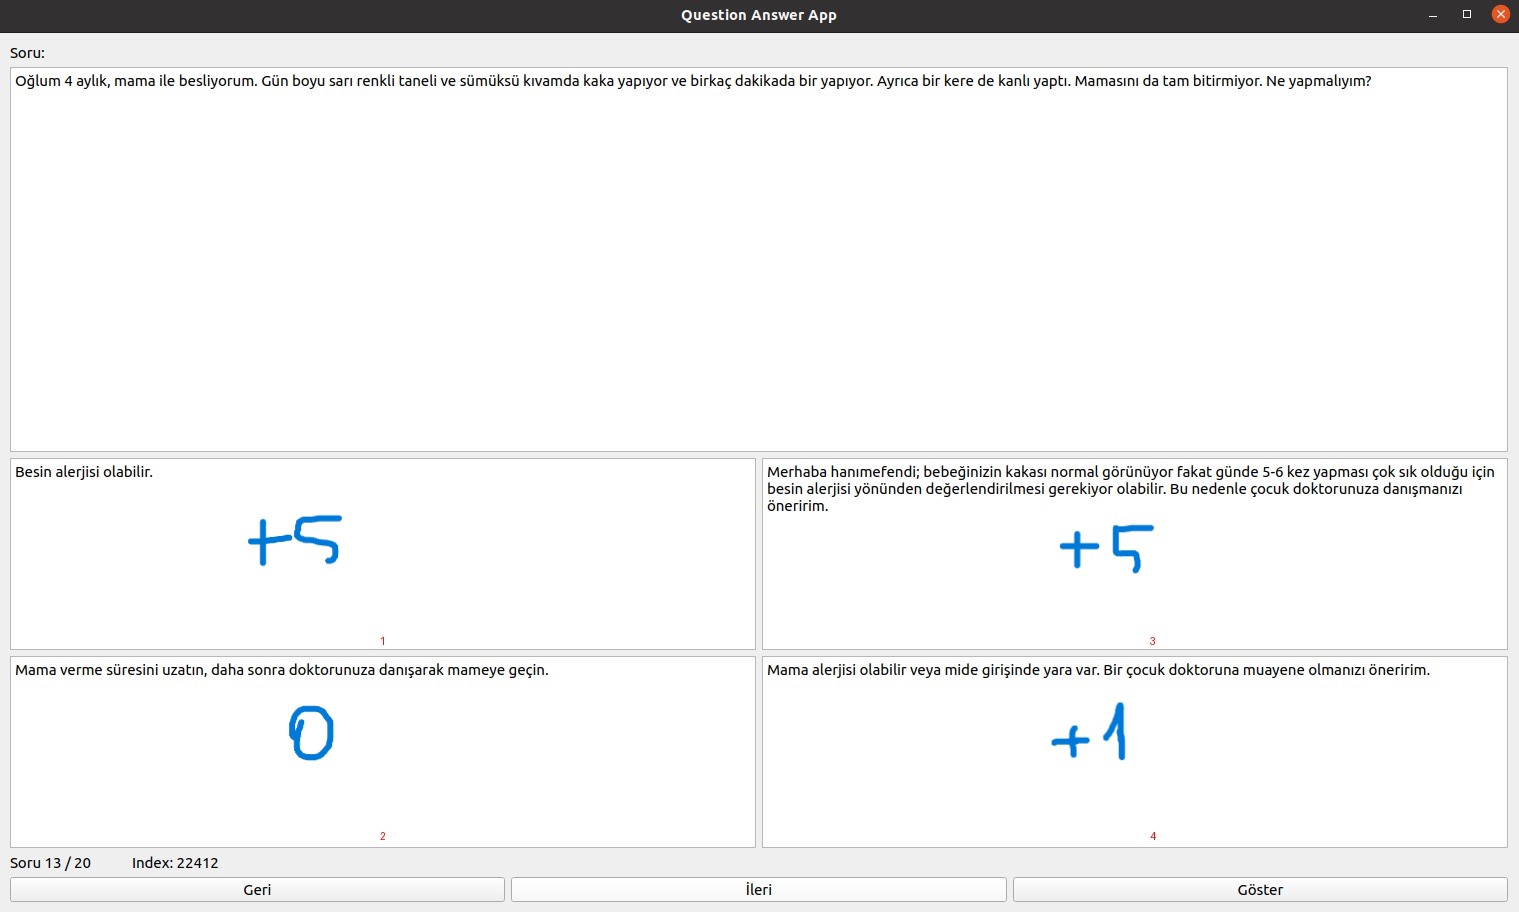 Question Answer App
Soru:
Oğlum 4 aylık, mama ile besliyorum. Gün boyu sarı renkli taneli ve sümüksü kıvamda kaka yapıyor ve birkaç dakikada bir yapıyor. Ayrıca bir kere de kanlı yaptı. Mamasını da tam bitirmiyor. Ne yapmalıyım?
Besin alerjisi olabilir.
+5
1
Merhaba hanımefendi; bebeğinizin kakası normal görünüyor fakat günde 5-6 kez yapması çok sık olduğu için
besin alerjisi yönünden değerlendirilmesi gerekiyor olabilir. Bu nedenle çocuk doktorunuza danışmanızı
öneririm.
+5
3
Mama verme süresini uzatın, daha sonra doktorunuza danışarak mameye geçin.
0
2
Mama alerjisi olabilir veya mide girişinde yara var. Bir çocuk doktoruna muayene olmanızı öneririm.
+1
4
Soru 13 / 20 Index: 22412
Geri İleri Göster